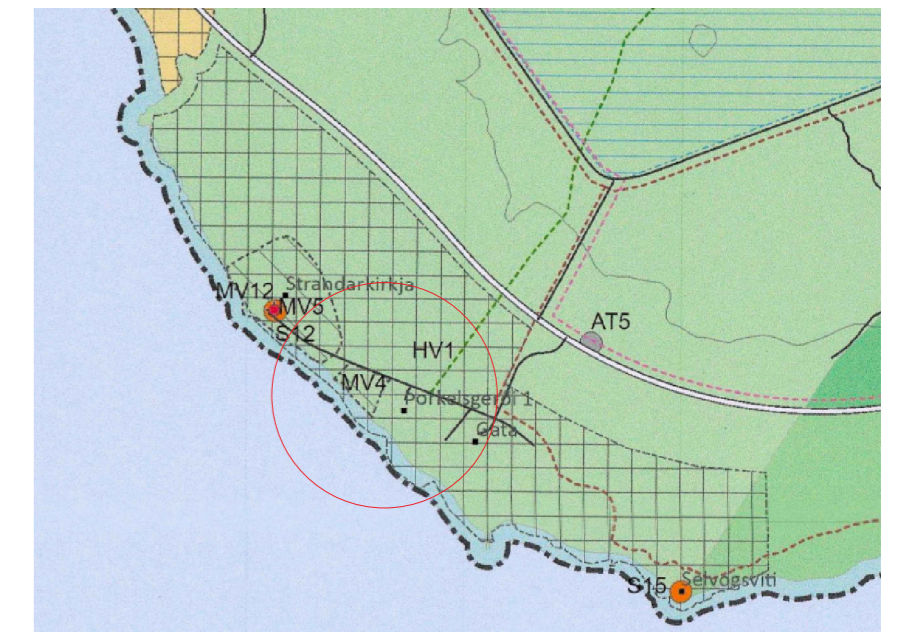 MV12
Strandarkirkja
MV5
S12
AT5
HV1
MV4
Þorkelsgerði 1
Gata
S15
Selvogsviti